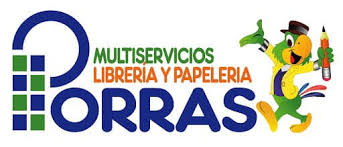 MULTISERVICIOS
LIBRERÍA Y PAPELERIA
PORRAS